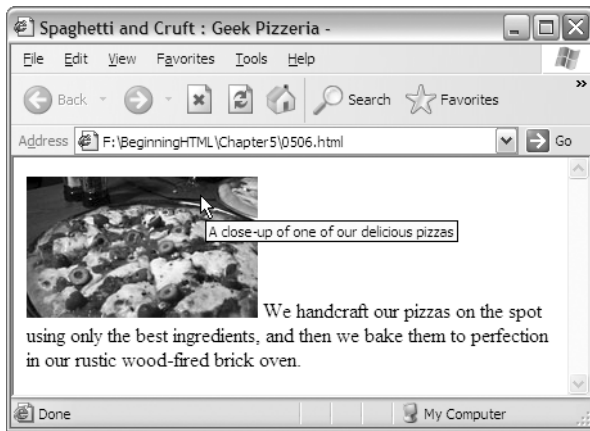 Spaghetti and Cruft : Geek Pizzeria -
File Edit View Favorites Tools Help
Back Search Favorites »
Address F:\BeginningHTML\Chapter5\0506.html Go
A close-up of one of our delicious pizzas
We handcraft our pizzas on the spot
using only the best ingredients, and then we bake them to perfection
in our rustic wood-fired brick oven.
Done My Computer